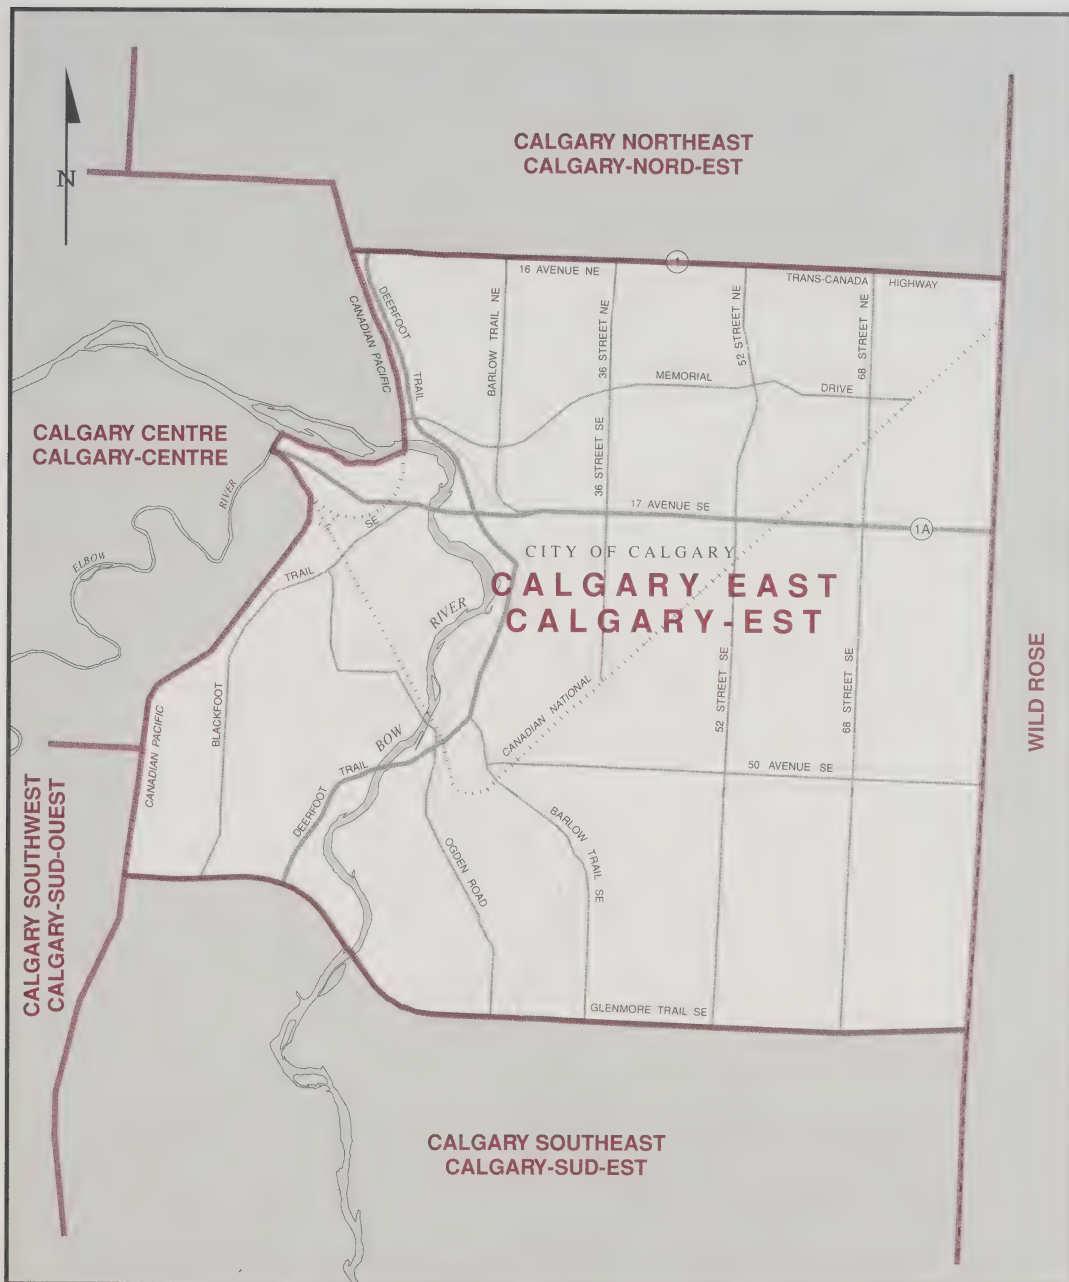 CALGARY NORTHEAST
CALGARY-NORD-EST
N
1
16 AVENUE NE
TRANS-CANADA HIGHWAY
DEERFOOT TRAIL
CANADIAN PACIFIC
BARLOW TRAIL NE
36 STREET NE
52 STREET NE
68 STREET NE
MEMORIAL DRIVE
CALGARY CENTRE
CALGARY-CENTRE
ELBOW RIVER
36 STREET SE
17 AVENUE SE
1A
CITY OF CALGARY
CALGARY EAST
CALGARY-EST
BLACKFOOT TRAIL SE
BOW RIVER
CANADIAN NATIONAL
52 STREET SE
68 STREET SE
WILD ROSE
CANADIAN PACIFIC
50 AVENUE SE
DEERFOOT TRAIL
BARLOW TRAIL SE
OGDEN ROAD
CALGARY SOUTHWEST
CALGARY-SUD-OUEST
GLENMORE TRAIL SE
CALGARY SOUTHEAST
CALGARY-SUD-EST